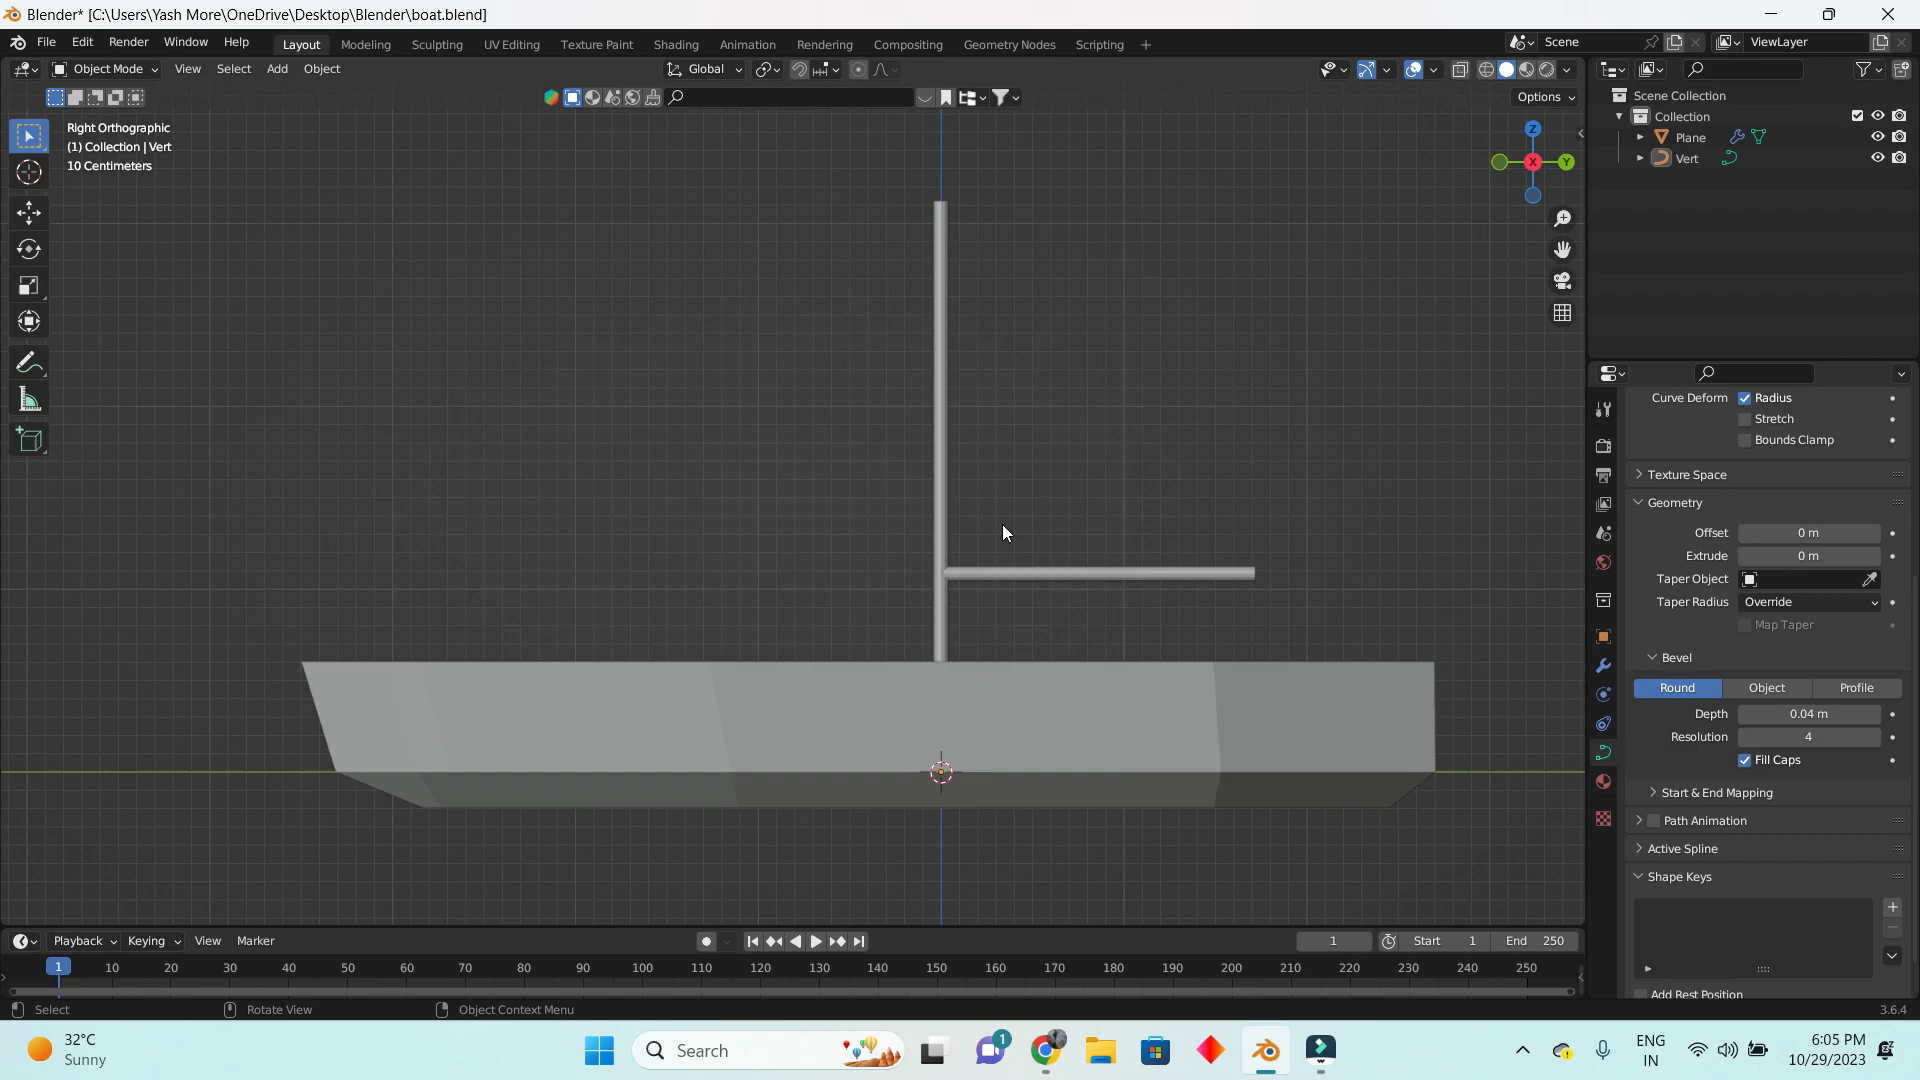 Blender* [C:\Users\Yash More\OneDrive\Desktop\Blender\boat.blend]
File Edit Render Window Help Layout Modeling Sculpting UV Editing Texture Paint Shading Animation Rendering Compositing Geometry Nodes Scripting + Scene ViewLayer
Object Mode View Select Add Object Global
Options
Right Orthographic
(1) Collection | Vert
10 Centimeters
Z
X
Y
Scene Collection
Collection
Plane
Vert
Curve Deform Radius
Stretch
Bounds Clamp
Texture Space
Geometry
Offset 0 m
Extrude 0 m
Taper Object
Taper Radius Override
Map Taper
Bevel
Round Object Profile
Depth 0.04 m
Resolution 4
Fill Caps
Start & End Mapping
Path Animation
Active Spline
Shape Keys
Add Rest Position
Playback Keying View Marker 1 Start 1 End 250
1 10 20 30 40 50 60 70 80 90 100 110 120 130 140 150 160 170 180 190 200 210 220 230 240 250
Select Rotate View Object Context Menu 3.6.4
32°C
Sunny
Search
1
ENG
IN
6:05 PM
10/29/2023